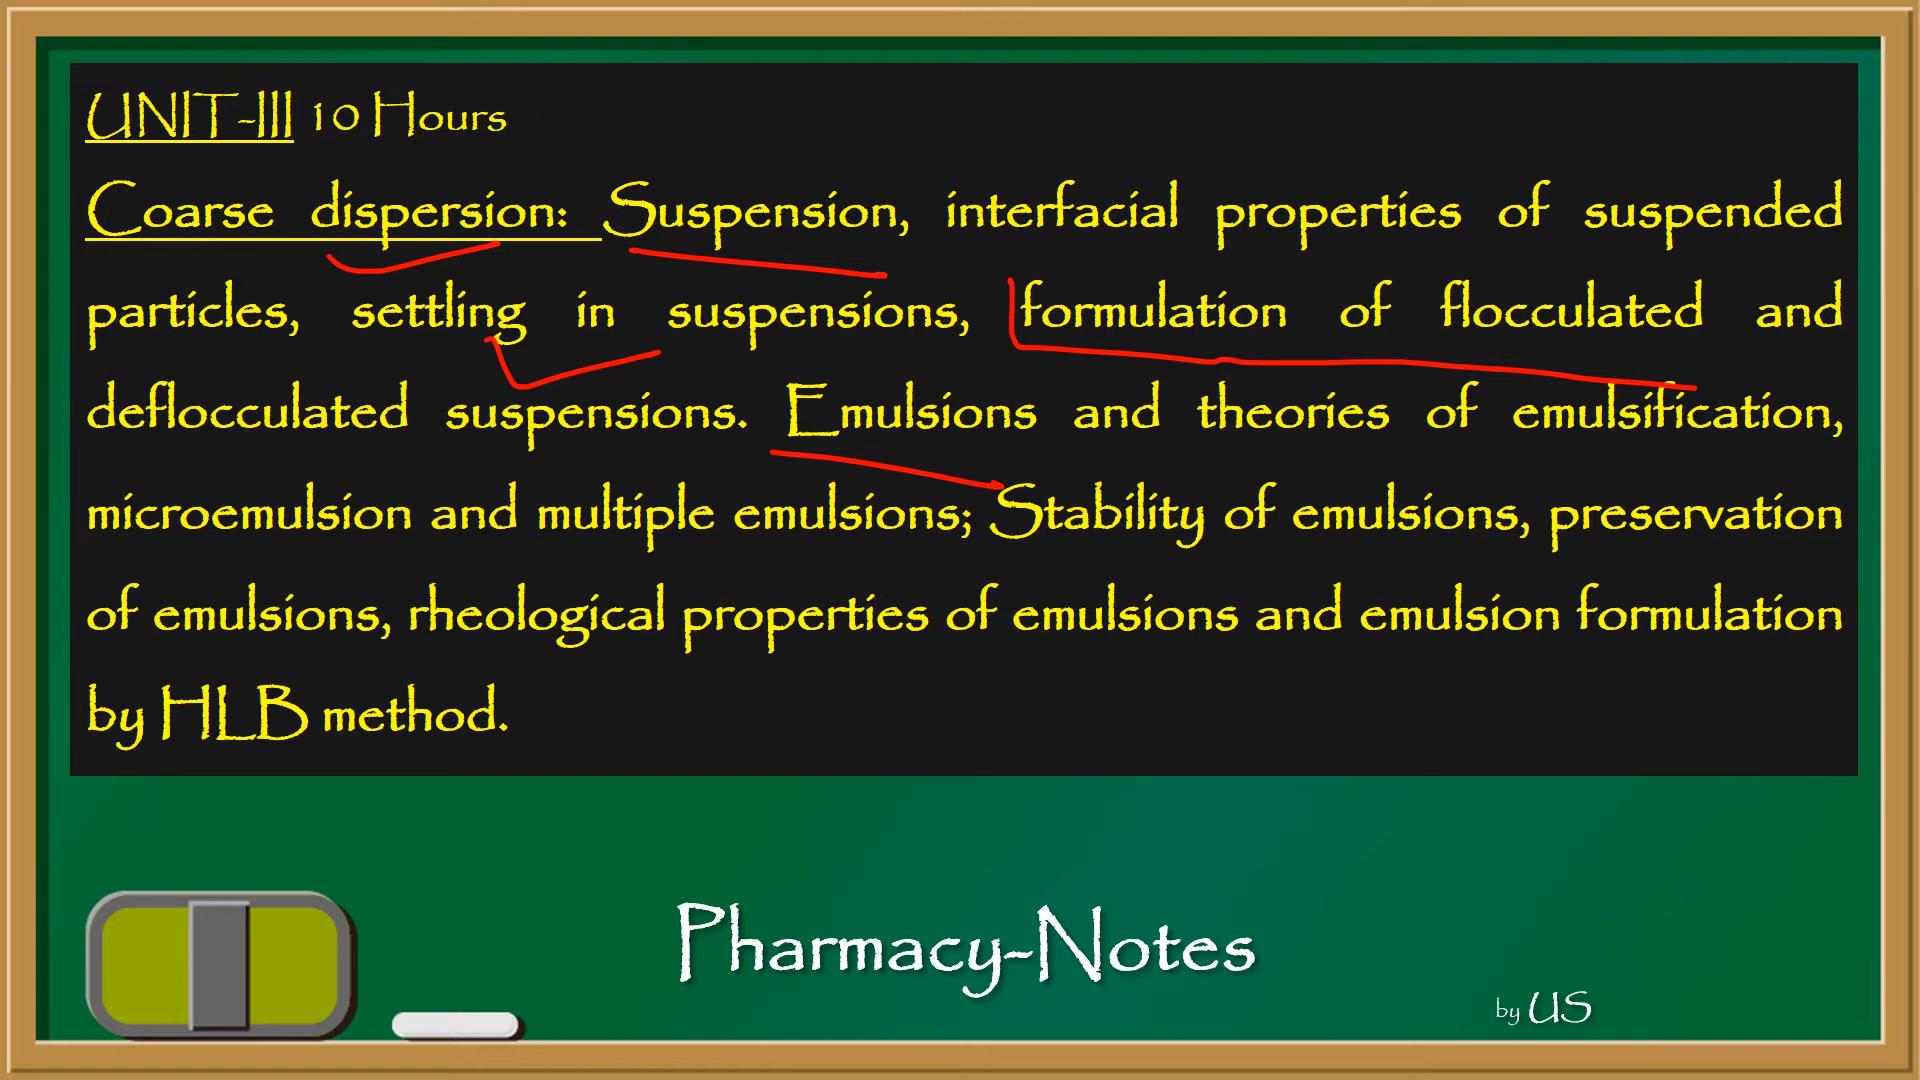 UNIT-III 10 Hours
Coarse dispersion: Suspension, interfacial properties of suspended
particles, settling in suspensions, formulation of flocculated and
deflocculated suspensions. Emulsions and theories of emulsification,
microemulsion and multiple emulsions; Stability of emulsions, preservation
of emulsions, rheological properties of emulsions and emulsion formulation
by HLB method.
Pharmacy-Notes
by US